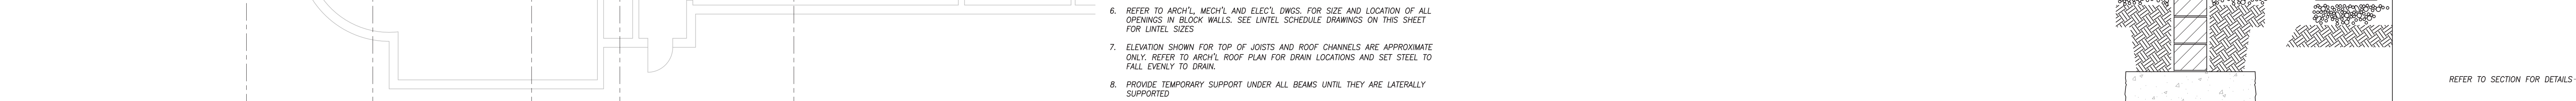 6. REFER TO ARCH'L, MECH'L AND ELEC'L DWGS. FOR SIZE AND LOCATION OF ALL
OPENINGS IN BLOCK WALLS. SEE LINTEL SCHEDULE DRAWINGS ON THIS SHEET
FOR LINTEL SIZES
7. ELEVATION SHOWN FOR TOP OF JOISTS AND ROOF CHANNELS ARE APPROXIMATE
ONLY. REFER TO ARCH'L ROOF PLAN FOR DRAIN LOCATIONS AND SET STEEL TO
FALL EVENLY TO DRAIN.
8. PROVIDE TEMPORARY SUPPORT UNDER ALL BEAMS UNTIL THEY ARE LATERALLY
SUPPORTED
REFER TO SECTION FOR DETAILS